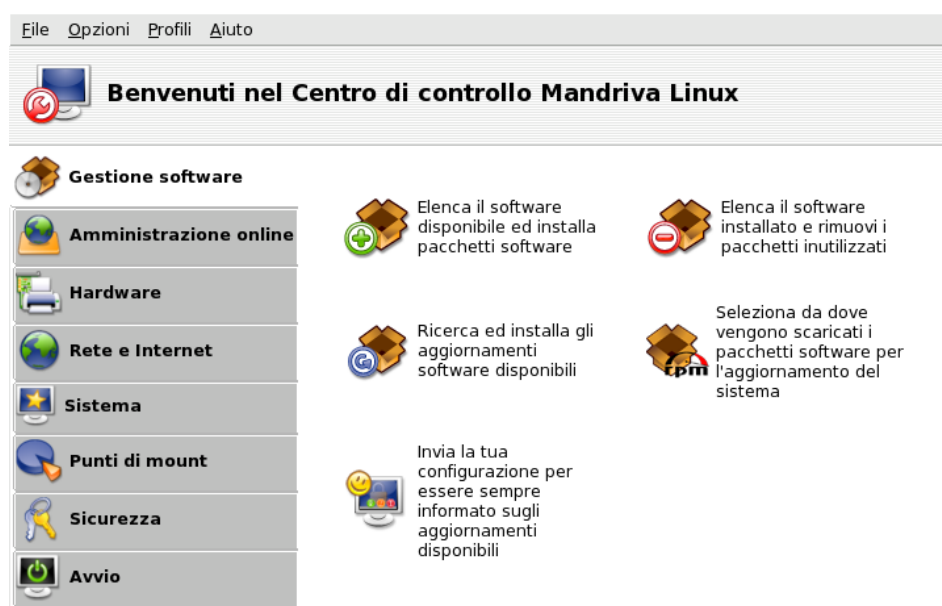 File Opzioni Profili Aiuto
Benvenuti nel Centro di controllo Mandriva Linux
Gestione software
Amministrazione online
Hardware
Rete e Internet
Sistema
Punti di mount
Sicurezza
Avvio
Elenca il software
disponibile ed installa
pacchetti software
Elenca il software
installato e rimuovi i
pacchetti inutilizzati
Ricerca ed installa gli
aggiornamenti
software disponibili
rpm
Seleziona da dove
vengono scaricati i
pacchetti software per
l'aggiornamento del
sistema
Invia la tua
configurazione per
essere sempre
informato sugli
aggiornamenti
disponibili